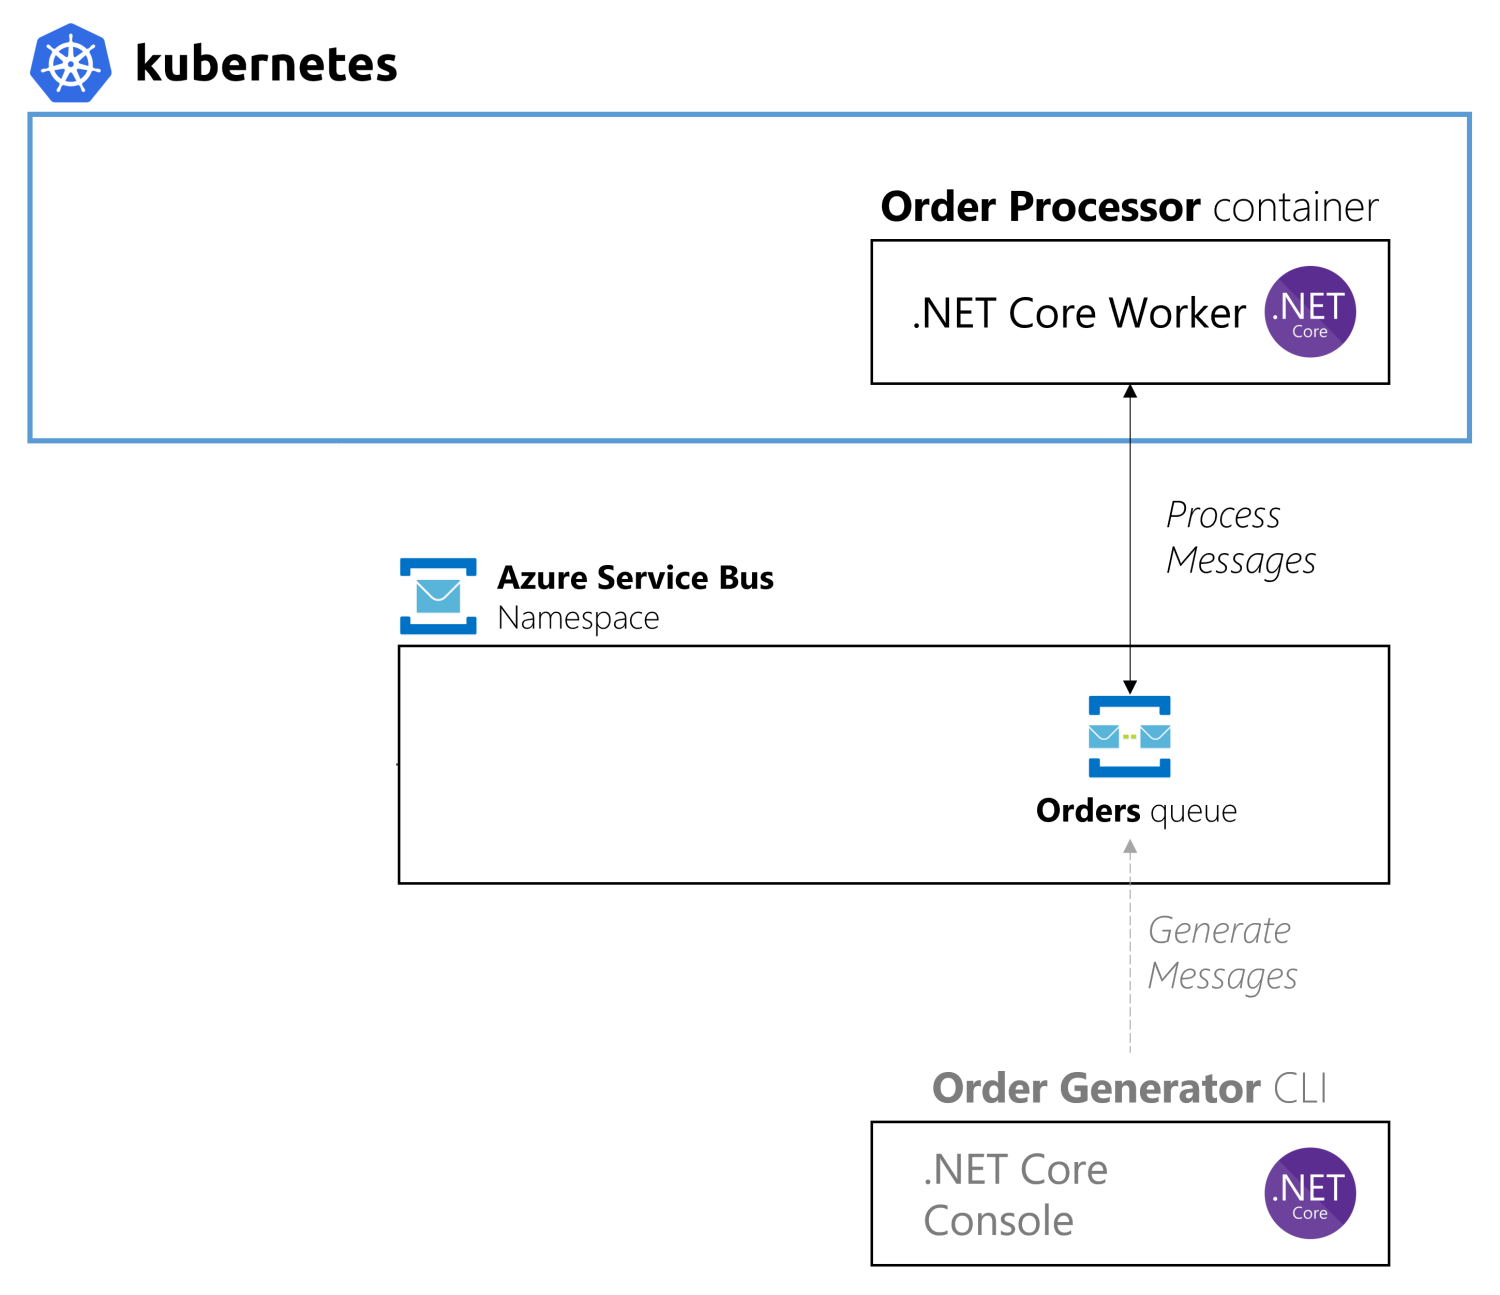 kubernetes
Order Processor container
.NET Core Worker
.NET
Core
Process
Messages
Azure Service Bus
Namespace
Orders queue
Generate
Messages
Order Generator CLI
.NET Core
Console
.NET
Core